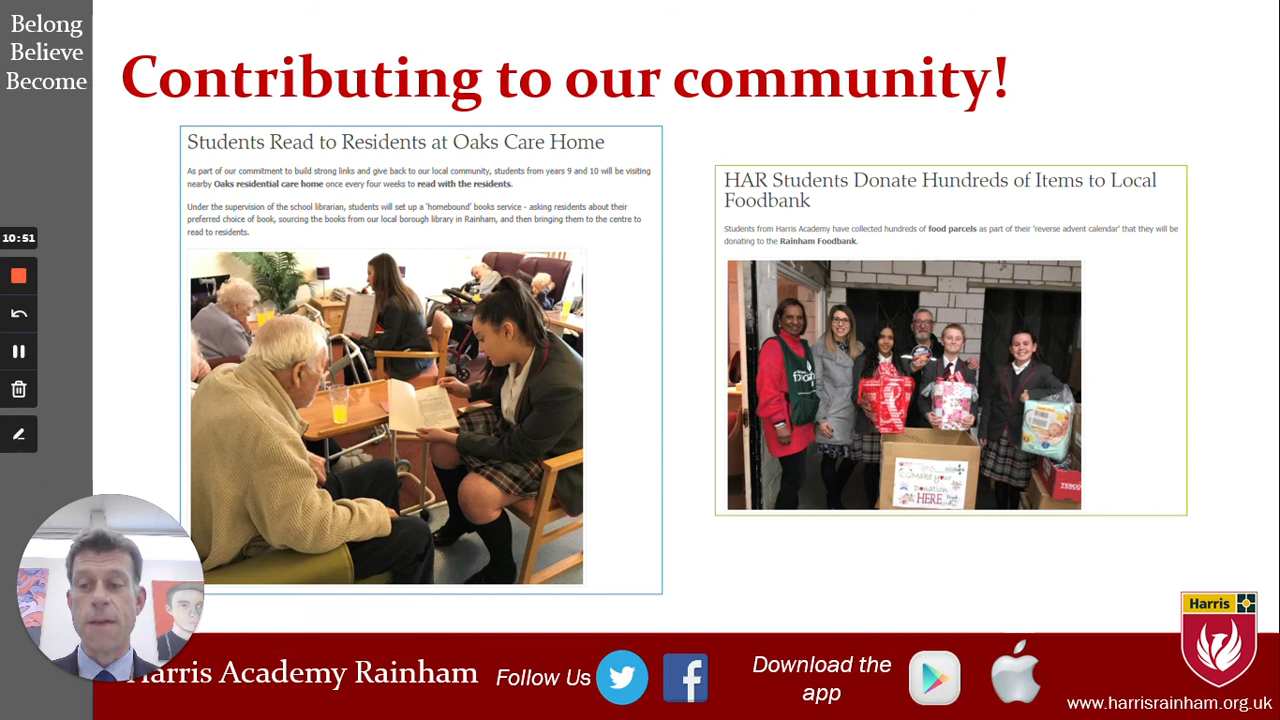 Belong
Believe
Become
Contributing to our community!
Students Read to Residents at Oaks Care Home
As part of our commitment to build strong links and give back to our local community, students from years 9 and 10 will be visiting
nearby Oaks residential care home once every four weeks to read with the residents.
Under the supervision of the school librarian, students will set up a 'homebound' books service - asking residents about their
preferred choice of book, sourcing the books from our local borough library in Rainham, and then bringing them to the centre to
read to residents.
HAR Students Donate Hundreds of Items to Local
Foodbank
Students from Harris Academy have collected hundreds of food parcels as part of their 'reverse advent calendar' that they will be
donating to the Rainham Foodbank.
10:51
Make your
Donation
HERE
TESCO
Harris Academy Rainham
Follow Us
Download the
app
Harris
www.harrisrainham.org.uk